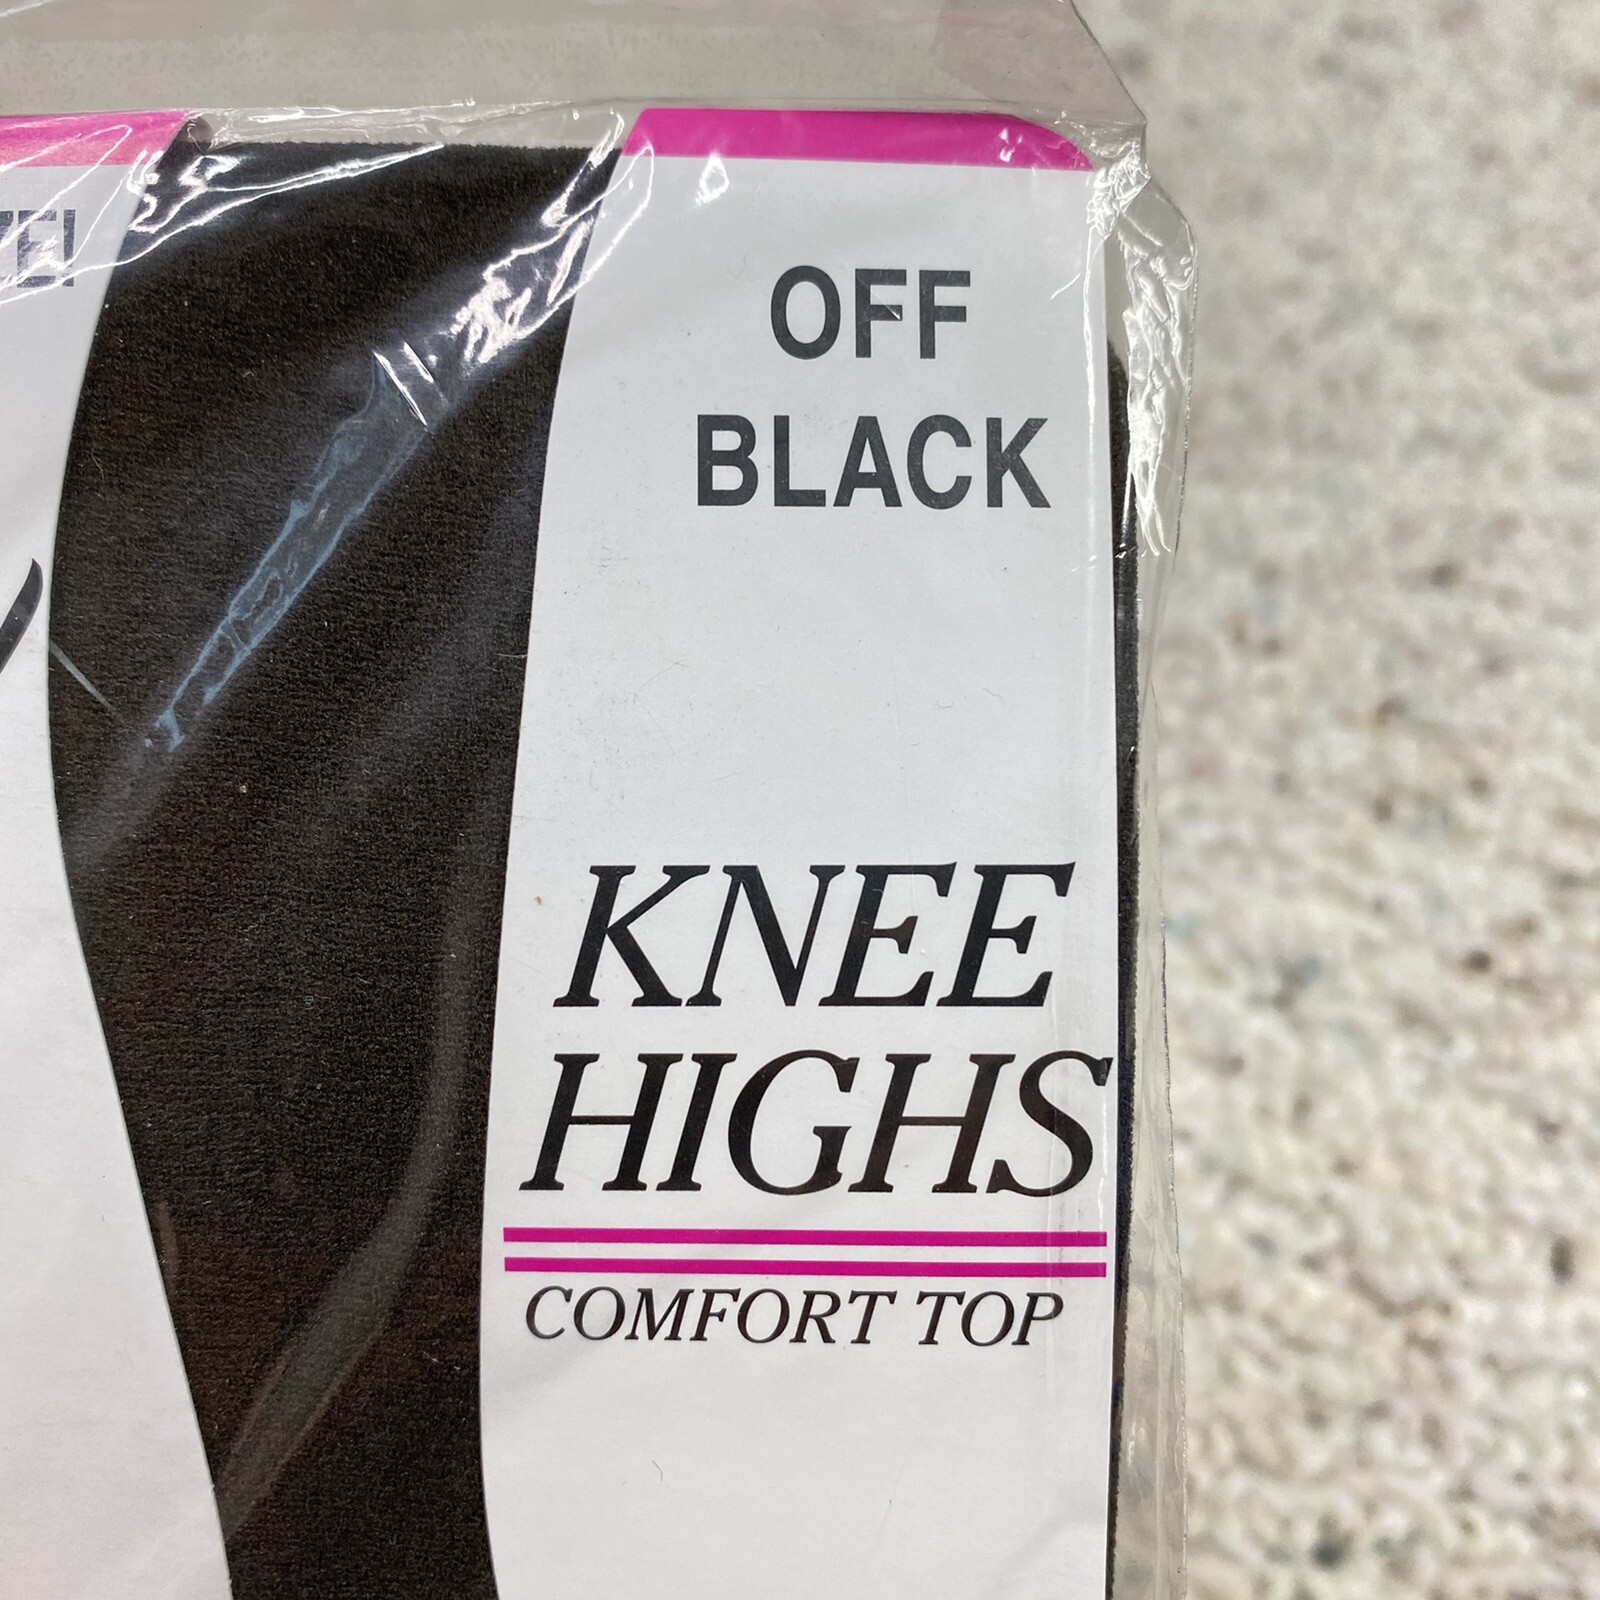 OFF
BLACK
KNEE
HIGHS
COMFORT TOP